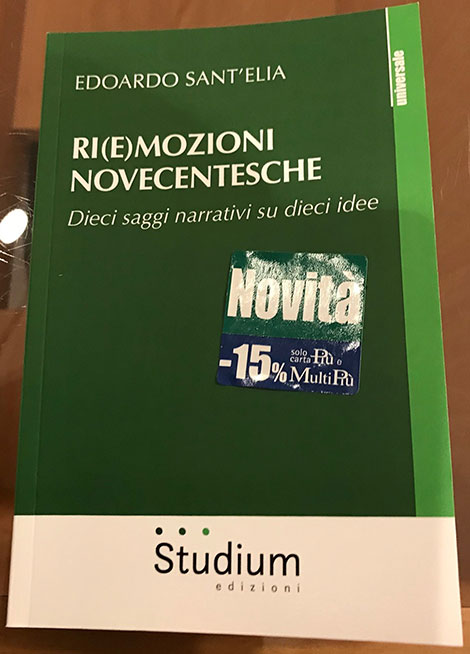 universale
EDOARDO SANT'ELIA
RI(E)MOZIONI
NOVECENTESCHE
Dieci saggi narrativi su dieci idee
Novità
-15% solo carta Più o MultiPiù
Studium
edizioni